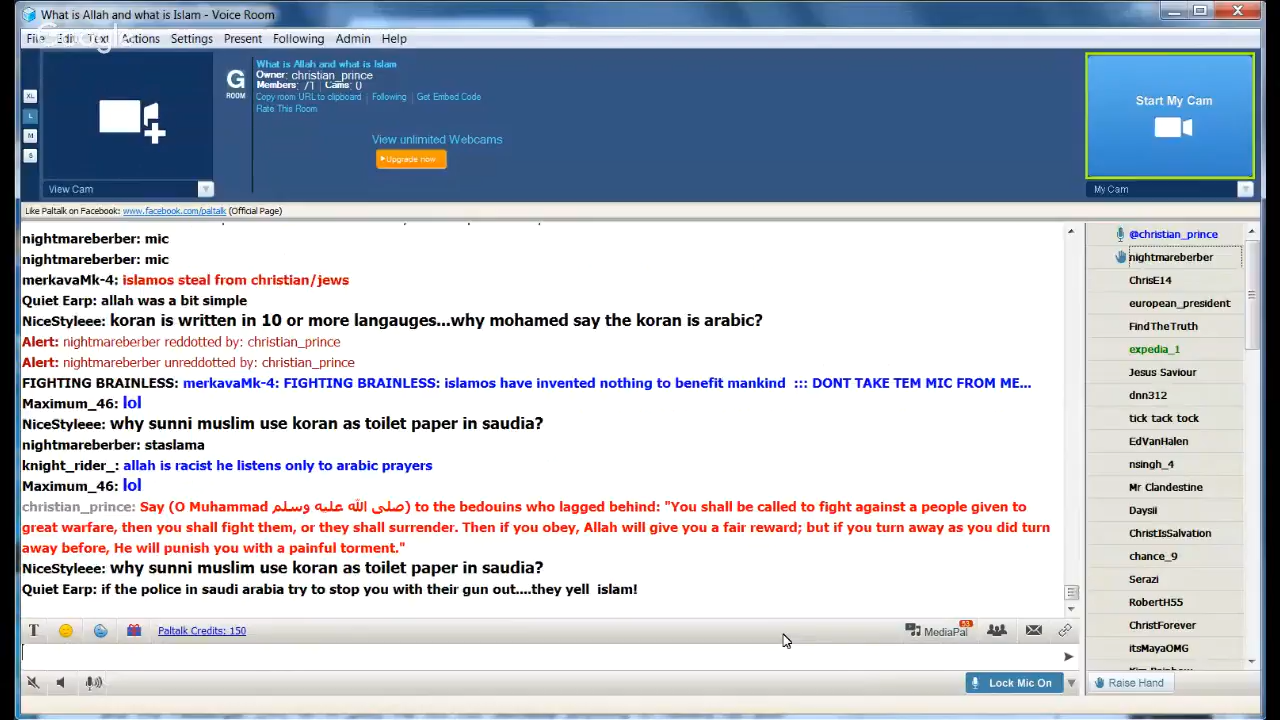 What is Allah and what is Islam - Voice Room
File Edit Text Actions Settings Present Following Admin Help
Google
XL
L
M
S
G
ROOM
What is Allah and what is Islam
Owner: christian_prince
Members: 71 Cams: 0
Copy room URL to clipboard Following Get Embed Code
Rate This Room
View unlimited Webcams
Upgrade now
Start My Cam
View Cam
My Cam
Like Paltalk on Facebook: www.facebook.com/paltalk (Official Page)
nightmareberber: mic
nightmareberber: mic
merkavaMk-4: islamos steal from christian/jews
Quiet Earp: allah was a bit simple
NiceStyleee: koran is written in 10 or more langauges...why mohamed say the koran is arabic?
Alert: nightmareberber reddotted by: christian_prince
Alert: nightmareberber unreddotted by: christian_prince
FIGHTING BRAINLESS: merkavaMk-4: FIGHTING BRAINLESS: islamos have invented nothing to benefit mankind ::: DONT TAKE TEM MIC FROM ME...
Maximum_46: lol
NiceStyleee: why sunni muslim use koran as toilet paper in saudia?
nightmareberber: staslama
knight_rider_: allah is racist he listens only to arabic prayers
Maximum_46: lol
christian_prince: Say (O Muhammad صلى الله عليه وسلم) to the bedouins who lagged behind: "You shall be called to fight against a people given to
great warfare, then you shall fight them, or they shall surrender. Then if you obey, Allah will give you a fair reward; but if you turn away as you did turn
away before, He will punish you with a painful torment."
NiceStyleee: why sunni muslim use koran as toilet paper in saudia?
Quiet Earp: if the police in saudi arabia try to stop you with their gun out....they yell islam!
@christian_prince
nightmareberber
ChrisE14
european_president
FindTheTruth
expedia_1
Jesus Saviour
dnn312
tick tack tock
EdVanHalen
nsingh_4
Mr Clandestine
Daysii
ChristIsSalvation
chance_9
Serazi
RobertH55
ChristForever
itsMayaOMG
T
Paltalk Credits: 150
MediaPal
53
Lock Mic On
Raise Hand